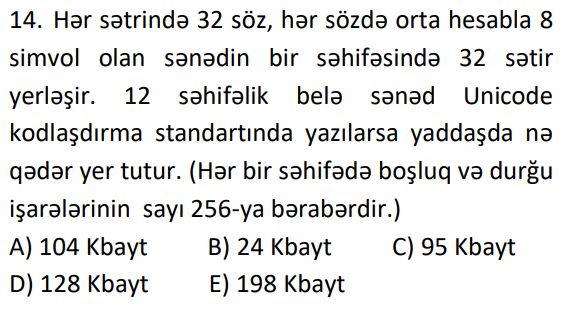 14. Hər sətrində 32 söz, hər sözdə orta hesabla 8
simvol olan sənədin bir səhifəsində 32 sətir
yerləşir. 12 səhifəlik belə sənəd Unicode
kodlaşdırma standartında yazılarsa yaddaşda nə
qədər yer tutur. (Hər bir səhifədə boşluq və durğu
işarələrinin sayı 256-ya bərabərdir.)
A) 104 Kbayt B) 24 Kbayt C) 95 Kbayt
D) 128 Kbayt E) 198 Kbayt